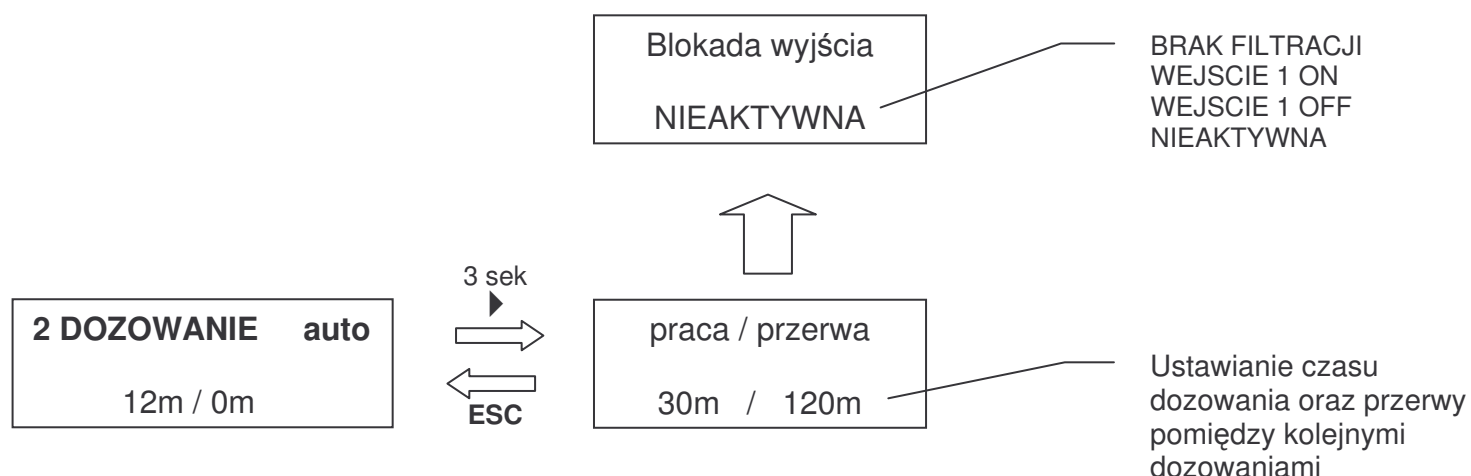 Blokada wyjścia
NIEAKTYWNA
BRAK FILTRACJI
WEJSCIE 1 ON
WEJSCIE 1 OFF
NIEAKTYWNA
3 sek
2 DOZOWANIE auto
12m / 0m
ESC
praca / przerwa
30m / 120m
Ustawianie czasu
dozowania oraz przerwy
pomiędzy kolejnymi
dozowaniami